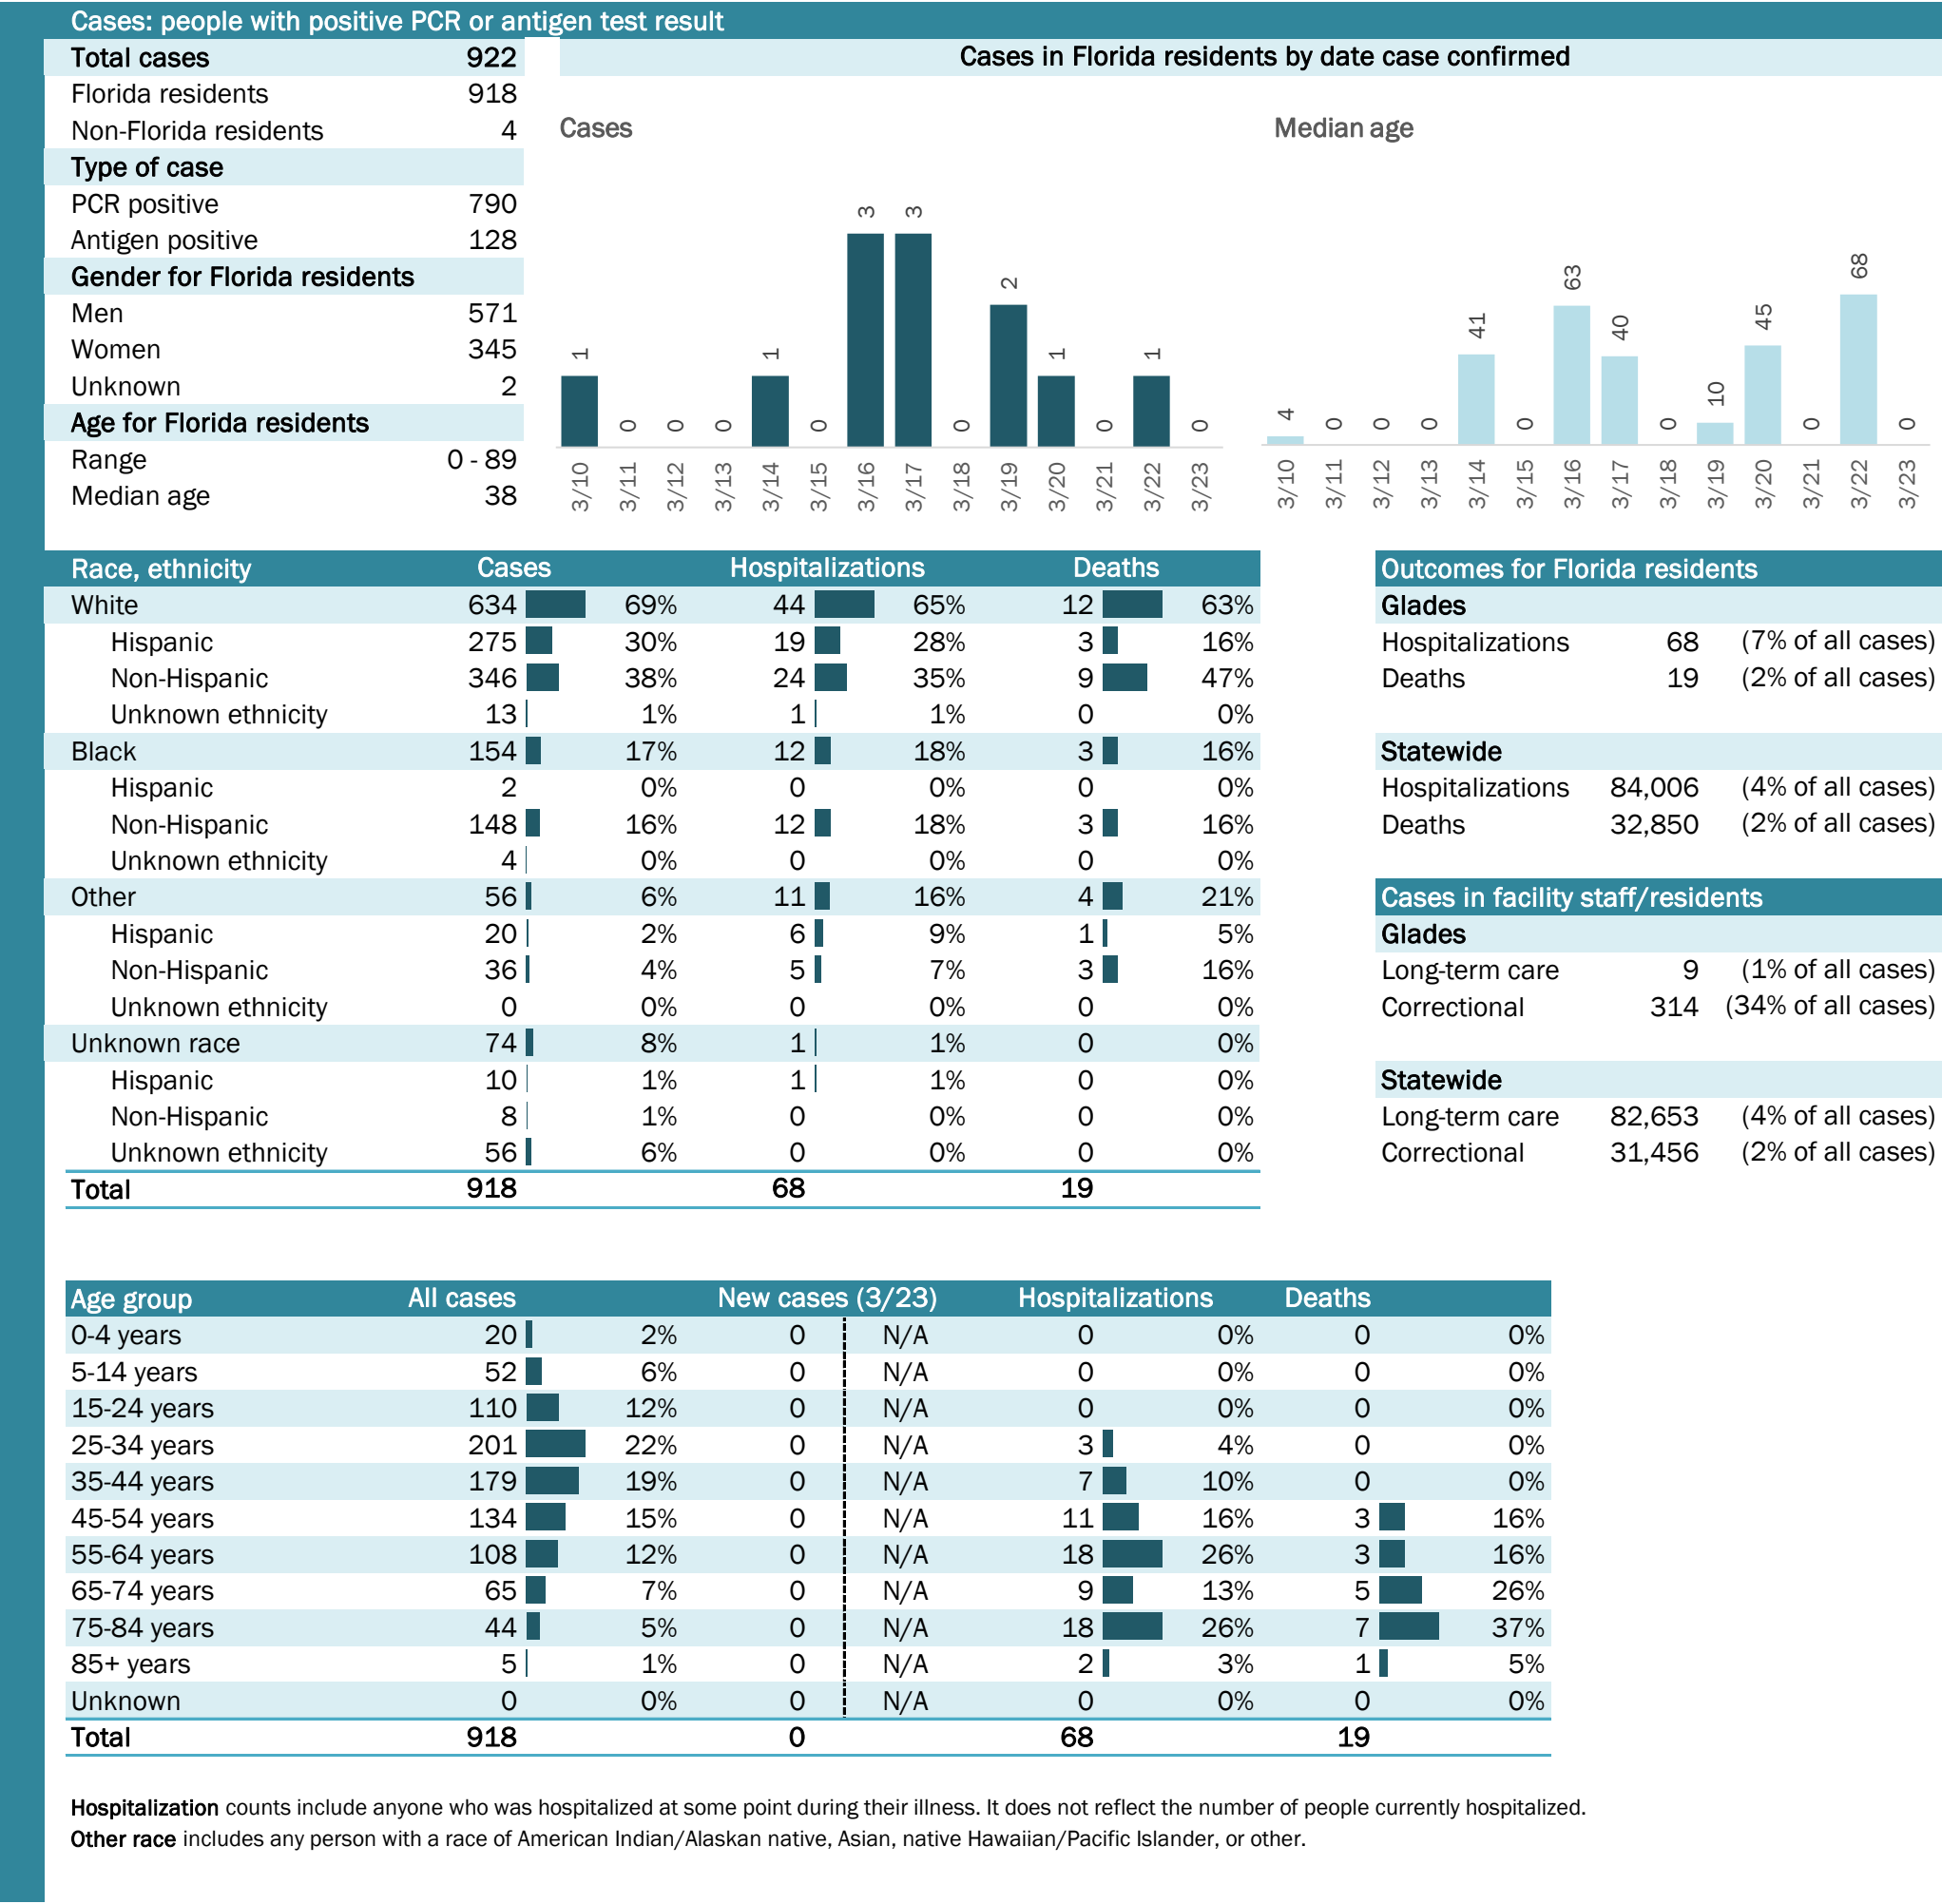 Cases: people with positive PCR or antigen test result
Total cases 922
Florida residents 918
Non-Florida residents 4
Type of case
PCR positive 790
Antigen positive 128
Gender for Florida residents
Men 571
Women 345
Unknown 2
Age for Florida residents
Range 0 - 89
Median age 38
Cases in Florida residents by date case confirmed
Cases
1 0 0 0 1 0 3 3 0 2 1 0 1 0
3/10 3/11 3/12 3/13 3/14 3/15 3/16 3/17 3/18 3/19 3/20 3/21 3/22 3/23
Median age
4 0 0 0 41 0 63 40 0 10 45 0 68 0
3/10 3/11 3/12 3/13 3/14 3/15 3/16 3/17 3/18 3/19 3/20 3/21 3/22 3/23
Race, ethnicity Cases Hospitalizations Deaths
White 634 69% 44 65% 12 63%
Hispanic 275 30% 19 28% 3 16%
Non-Hispanic 346 38% 24 35% 9 47%
Unknown ethnicity 13 1% 1 1% 0 0%
Black 154 17% 12 18% 3 16%
Hispanic 2 0% 0 0% 0 0%
Non-Hispanic 148 16% 12 18% 3 16%
Unknown ethnicity 4 0% 0 0% 0 0%
Other 56 6% 11 16% 4 21%
Hispanic 20 2% 6 9% 1 5%
Non-Hispanic 36 4% 5 7% 3 16%
Unknown ethnicity 0 0% 0 0% 0 0%
Unknown race 74 8% 1 1% 0 0%
Hispanic 10 1% 1 1% 0 0%
Non-Hispanic 8 1% 0 0% 0 0%
Unknown ethnicity 56 6% 0 0% 0 0%
Total 918 68 19
Outcomes for Florida residents
Glades
Hospitalizations 68 (7% of all cases)
Deaths 19 (2% of all cases)
Statewide
Hospitalizations 84,006 (4% of all cases)
Deaths 32,850 (2% of all cases)
Cases in facility staff/residents
Glades
Long-term care 9 (1% of all cases)
Correctional 314 (34% of all cases)
Statewide
Long-term care 82,653 (4% of all cases)
Correctional 31,456 (2% of all cases)
Age group All cases New cases (3/23) Hospitalizations Deaths
0-4 years 20 2% 0 N/A 0 0% 0 0%
5-14 years 52 6% 0 N/A 0 0% 0 0%
15-24 years 110 12% 0 N/A 0 0% 0 0%
25-34 years 201 22% 0 N/A 3 4% 0 0%
35-44 years 179 19% 0 N/A 7 10% 0 0%
45-54 years 134 15% 0 N/A 11 16% 3 16%
55-64 years 108 12% 0 N/A 18 26% 3 16%
65-74 years 65 7% 0 N/A 9 13% 5 26%
75-84 years 44 5% 0 N/A 18 26% 7 37%
85+ years 5 1% 0 N/A 2 3% 1 5%
Unknown 0 0% 0 N/A 0 0% 0 0%
Total 918 0 68 19
Hospitalization counts include anyone who was hospitalized at some point during their illness. It does not reflect the number of people currently hospitalized.
Other race includes any person with a race of American Indian/Alaskan native, Asian, native Hawaiian/Pacific Islander, or other.